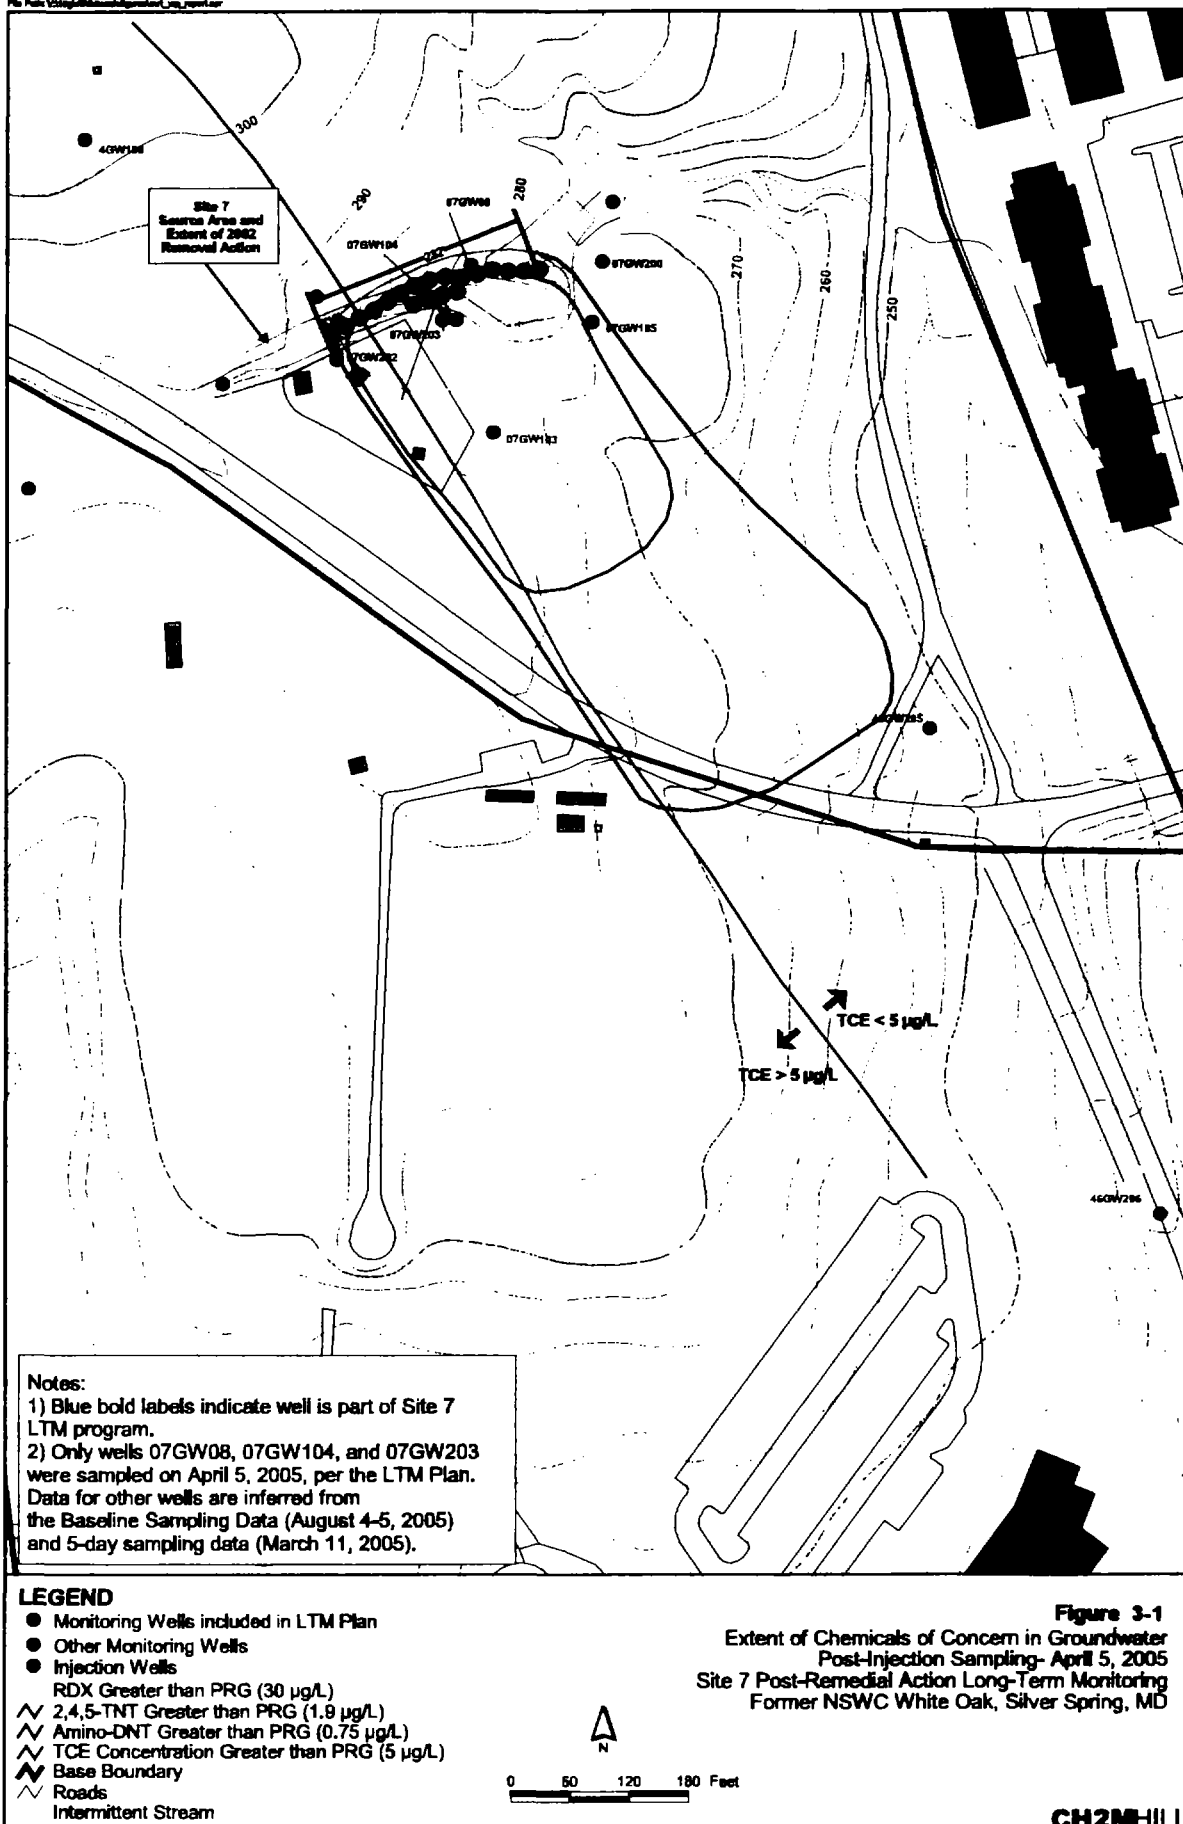 300
4GW188
Site 7
Source Area and
Extent of 2002
Removal Action
290
280
07GW08
07GW104
282
07GW200
270
260
250
07GW185
07GW203
07GW183
46GW295
TCE < 5 µg/L
TCE > 5 µg/L
46GW296
Notes:
1) Blue bold labels indicate well is part of Site 7
LTM program.
2) Only wells 07GW08, 07GW104, and 07GW203
were sampled on April 5, 2005, per the LTM Plan.
Data for other wells are inferred from
the Baseline Sampling Data (August 4-5, 2005)
and 5-day sampling data (March 11, 2005).
LEGEND
Monitoring Wells included in LTM Plan
Other Monitoring Wells
Injection Wells
RDX Greater than PRG (30 µg/L)
2,4,5-TNT Greater than PRG (1.9 µg/L)
Amino-DNT Greater than PRG (0.75 µg/L)
TCE Concentration Greater than PRG (5 µg/L)
Base Boundary
Roads
Intermittent Stream
N
0 60 120 180 Feet
Figure 3-1
Extent of Chemicals of Concern in Groundwater
Post-Injection Sampling- April 5, 2005
Site 7 Post-Remedial Action Long-Term Monitoring
Former NSWC White Oak, Silver Spring, MD
CH2MHILL